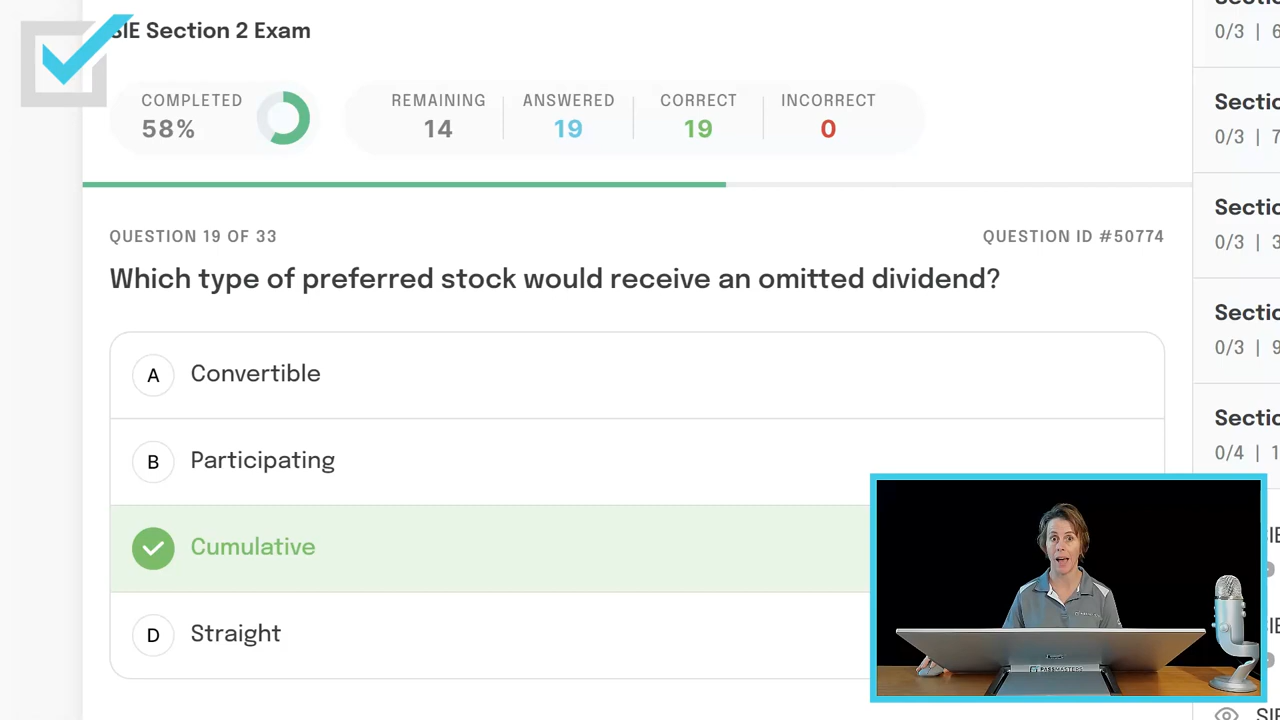 SIE Section 2 Exam
COMPLETED
58%
REMAINING
14
ANSWERED
19
CORRECT
19
INCORRECT
0
QUESTION 19 OF 33
QUESTION ID #50774
Which type of preferred stock would receive an omitted dividend?
A Convertible
B Participating
Cumulative
D Straight
0/3 | 6
Sectio
0/3 | 7
Sectio
0/3 | 3
Sectio
0/3 | 9
Sectio
0/4 | 1